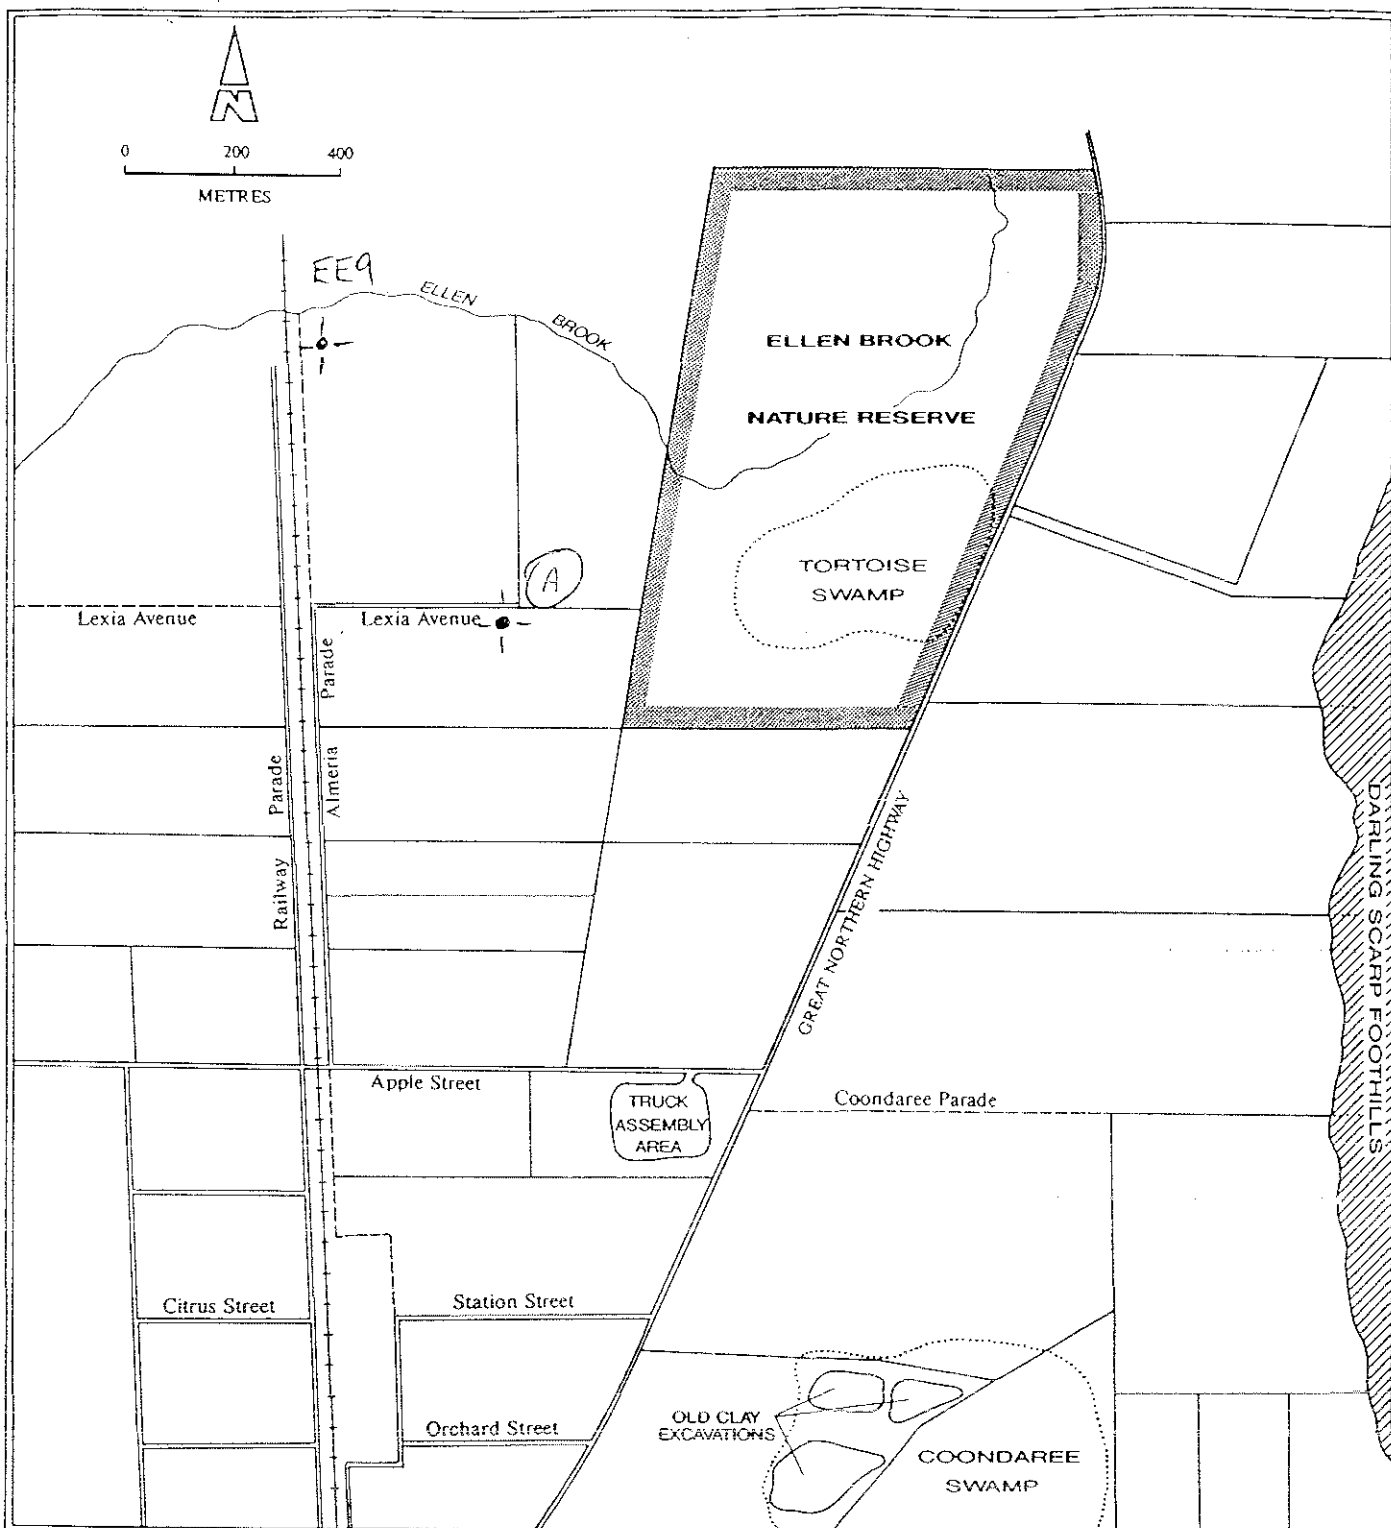 N
0 200 400
METRES
EE9
ELLEN
BROOK
ELLEN BROOK
NATURE RESERVE
TORTOISE
SWAMP
A
Lexia Avenue
Lexia Avenue
Parade
Almeria
Parade
Railway
GREAT NORTHERN HIGHWAY
DARLING SCARP FOOTHILLS
Apple Street
TRUCK
ASSEMBLY
AREA
Coondaree Parade
Citrus Street
Station Street
Orchard Street
OLD CLAY
EXCAVATIONS
COONDAREE
SWAMP